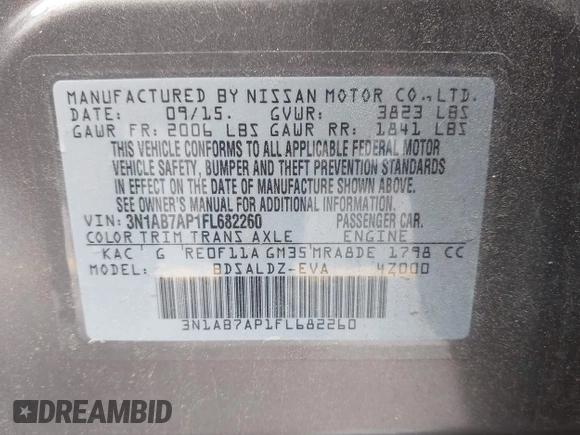 MANUFACTURED BY NISSAN MOTOR CO.,LTD.
DATE: 09/15. GVWR: 3823 LBS
GAWR FR: 2006 LBS GAWR RR: 1841 LBS
THIS VEHICLE CONFORMS TO ALL APPLICABLE FEDERAL MOTOR
VEHICLE SAFETY, BUMPER AND THEFT PREVENTION STANDARDS
IN EFFECT ON THE DATE OF MANUFACTURE SHOWN ABOVE.
SEE OWNER'S MANUAL FOR ADDITIONAL INFORMATION.
VIN: 3N1AB7AP1FL682260 PASSENGER CAR.
COLOR TRIM TRANS AXLE ENGINE
KAC G RE0F11A GM35 MRA8DE 1798 CC
MODEL: BDSALDZ-EVA 4Z000
3N1AB7AP1FL682260
DREAMBID